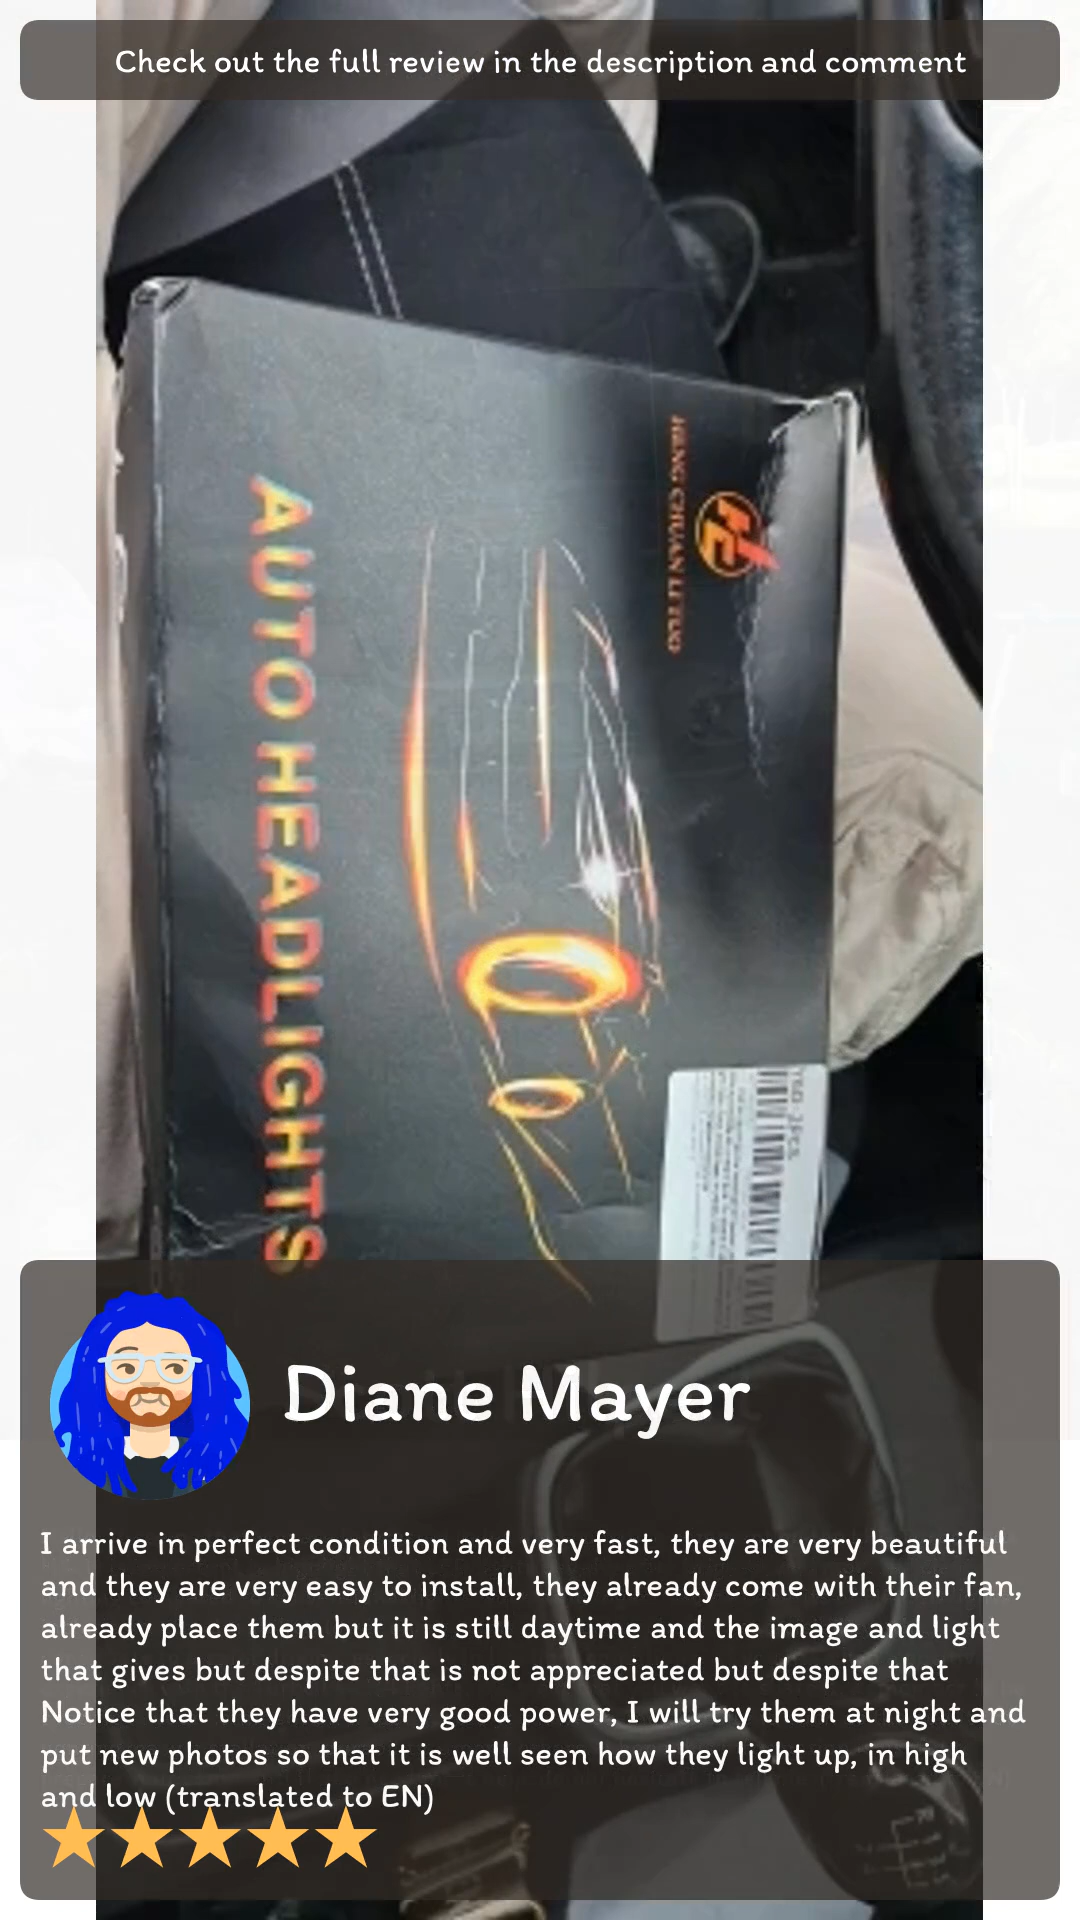 Check out the full review in the description and comment
HENG CHUAN LI TUO
AUTO HEADLIGHTS
Diane Mayer
I arrive in perfect condition and very fast, they are very beautiful
and they are very easy to install, they already come with their fan,
already place them but it is still daytime and the image and light
that gives but despite that is not appreciated but despite that
Notice that they have very good power, I will try them at night and
put new photos so that it is well seen how they light up, in high
and low (translated to EN)